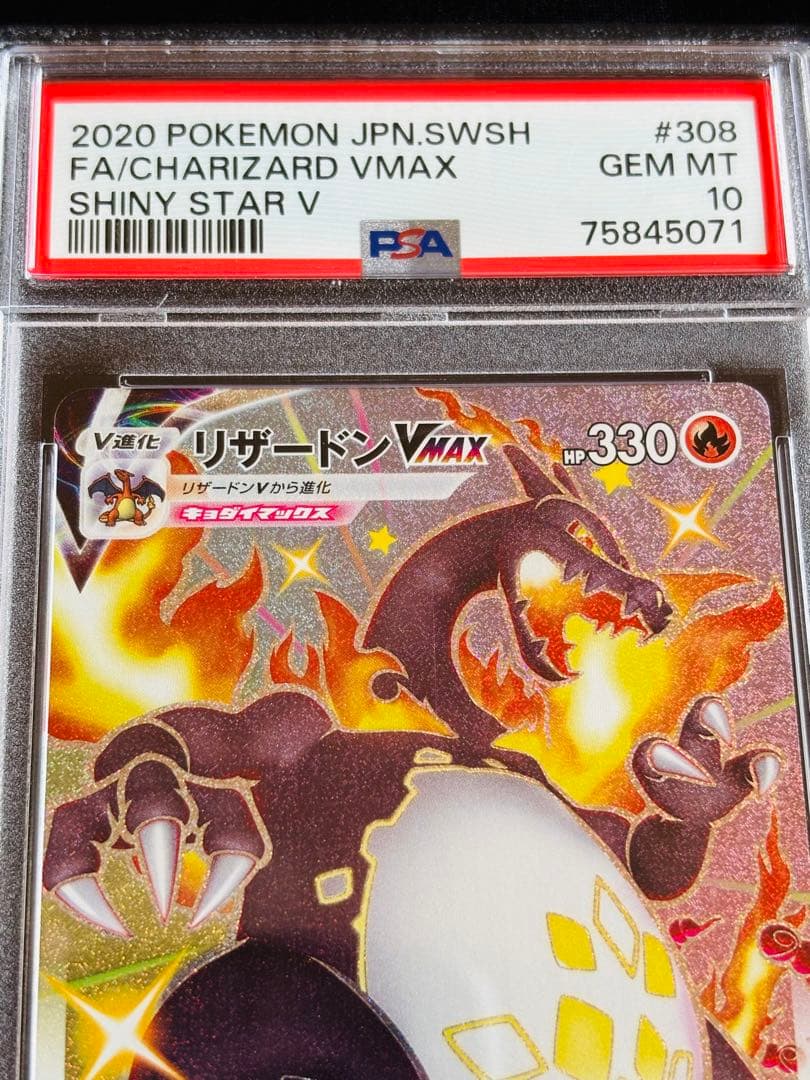 2020 POKEMON JPN.SWSH #308
FA/CHARIZARD VMAX GEM MT
SHINY STAR V 10
PSA 75845071
V進化 リザードンVMAX HP330
リザードンVから進化
キョダイマックス